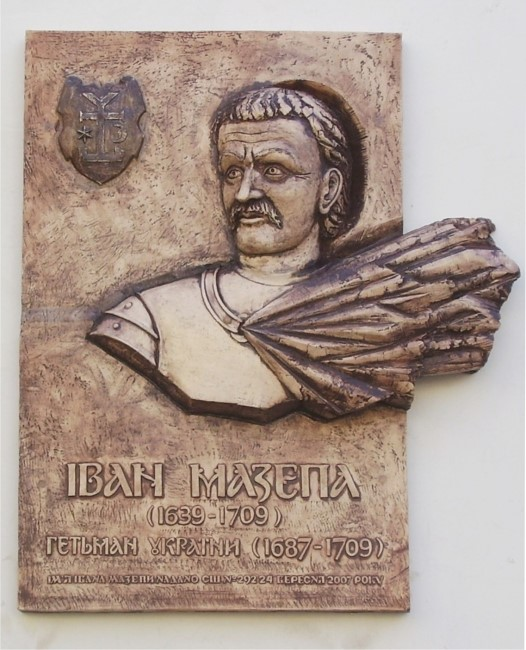 ІВАН МАЗЕПА
(1639-1709)
ГЕТЬМАН УКРАЇНИ (1687-1709)
ІМ'Я ІВАНА МАЗЕПИ НАДАНО СШ №292 24 ВЕРЕСНЯ 2007 РОКУ